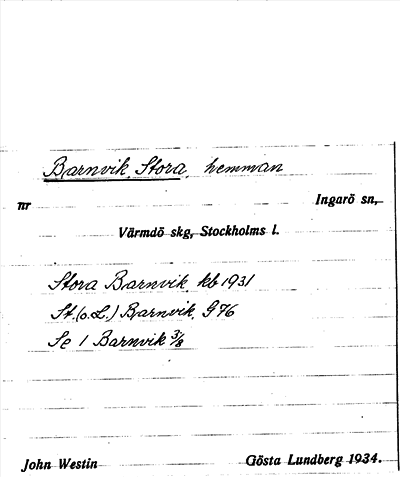 Barnvik, Stora, hemman
nr
Ingarö sn,
Värmdö skg, Stockholms l.
Stora Barnvik, kb 1931
St. (o. L.) Barnvik, G 76
Se 1 Barnvik 3/8
John Westin
Gösta Lundberg 1934.